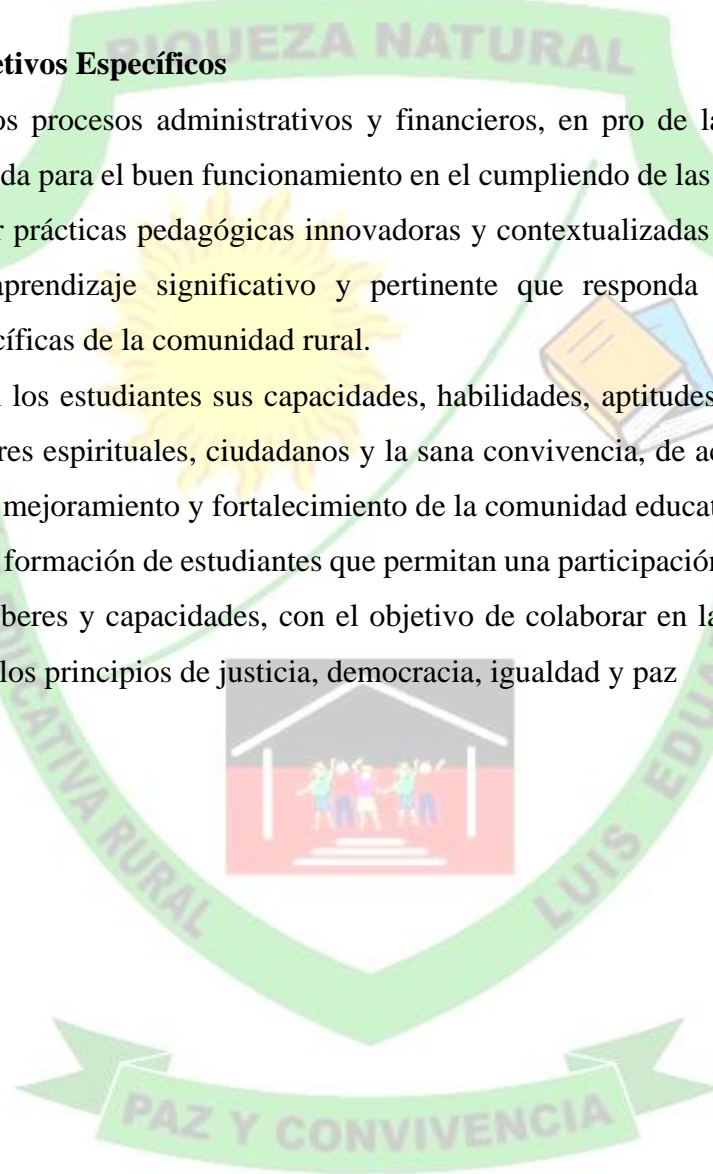 RIQUEZA NATURAL
etivos Específicos
os procesos administrativos y financieros, en pro de la
da para el buen funcionamiento en el cumpliendo de las
r prácticas pedagógicas innovadoras y contextualizadas
aprendizaje significativo y pertinente que responda
cíficas de la comunidad rural.
los estudiantes sus capacidades, habilidades, aptitudes
res espirituales, ciudadanos y la sana convivencia, de ac
mejoramiento y fortalecimiento de la comunidad educat
formación de estudiantes que permitan una participación
beres y capacidades, con el objetivo de colaborar en la
los principios de justicia, democracia, igualdad y paz
DUCATIVA RURAL
LUIS EDUA
PAZ Y CONVIVENCIA